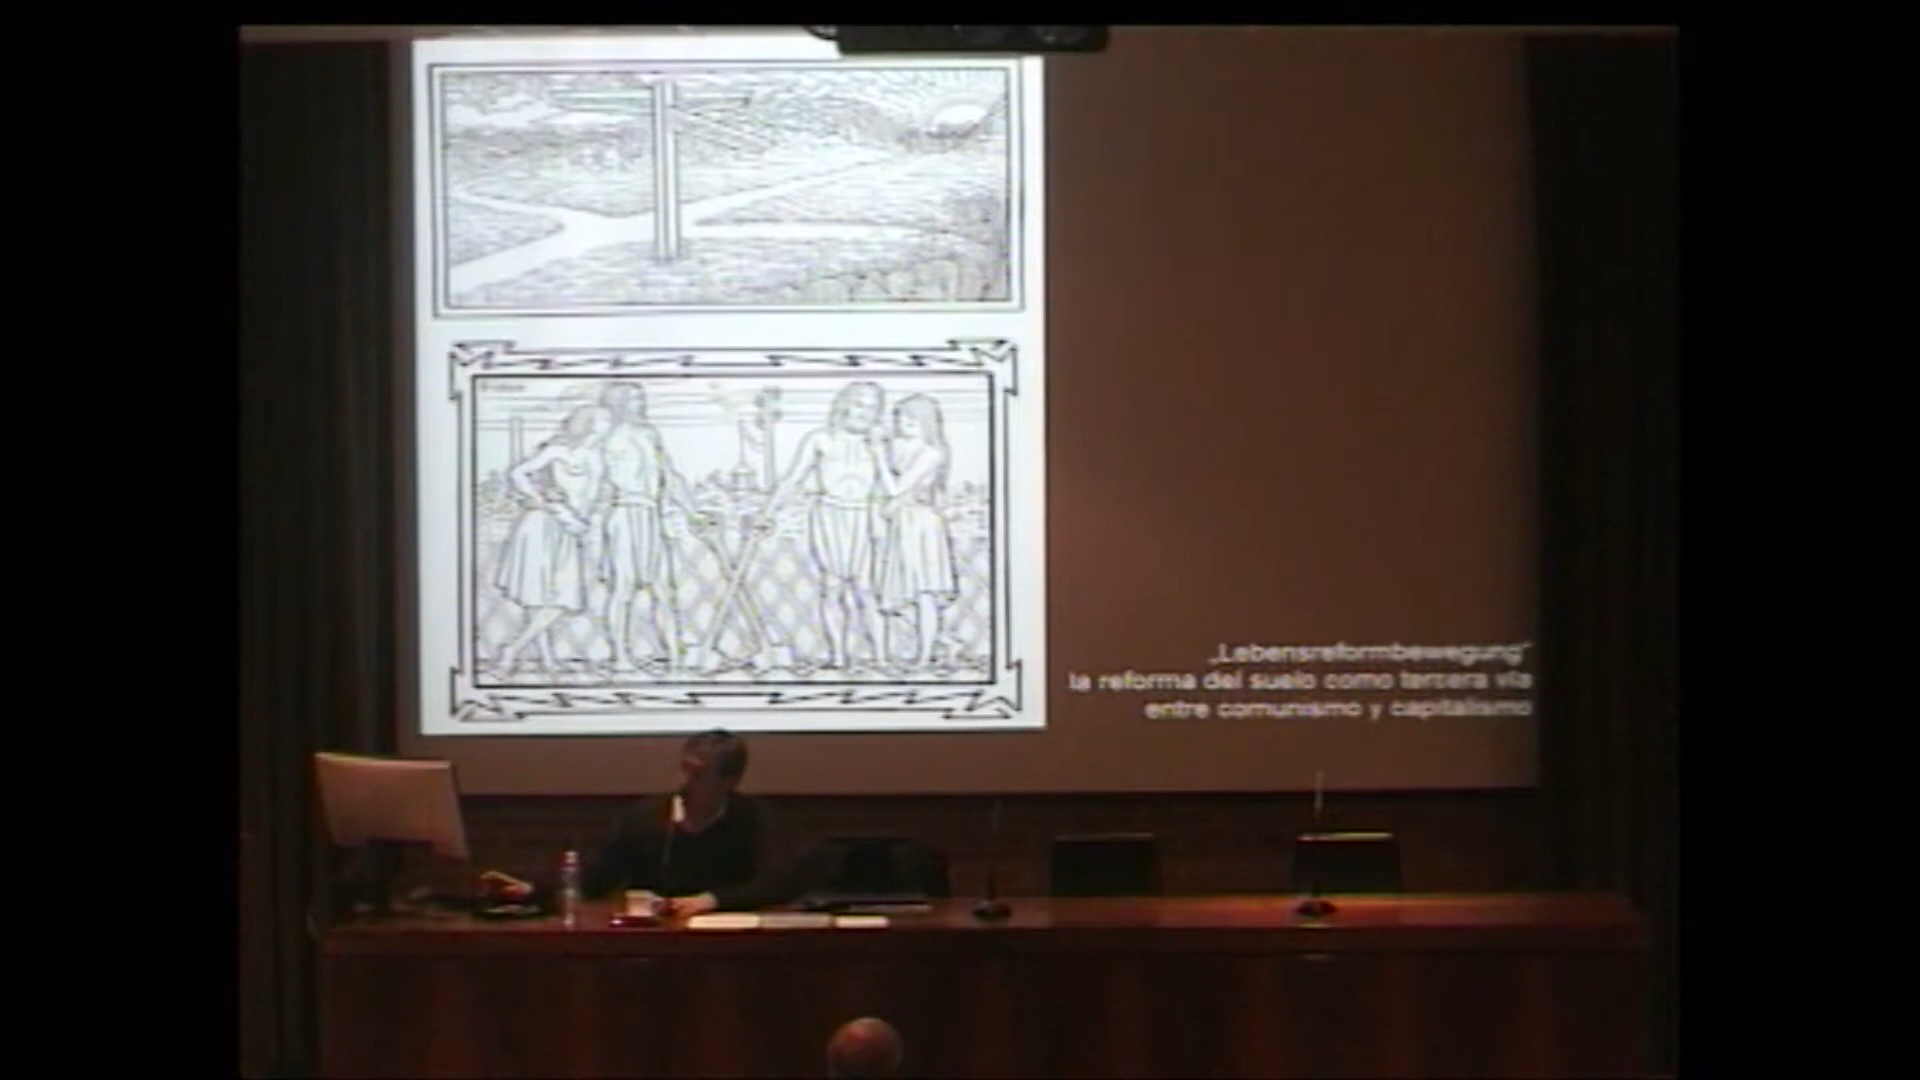 „Lebensreformbewegung"
la reforma del suelo como tercera vía
entre comunismo y capitalismo